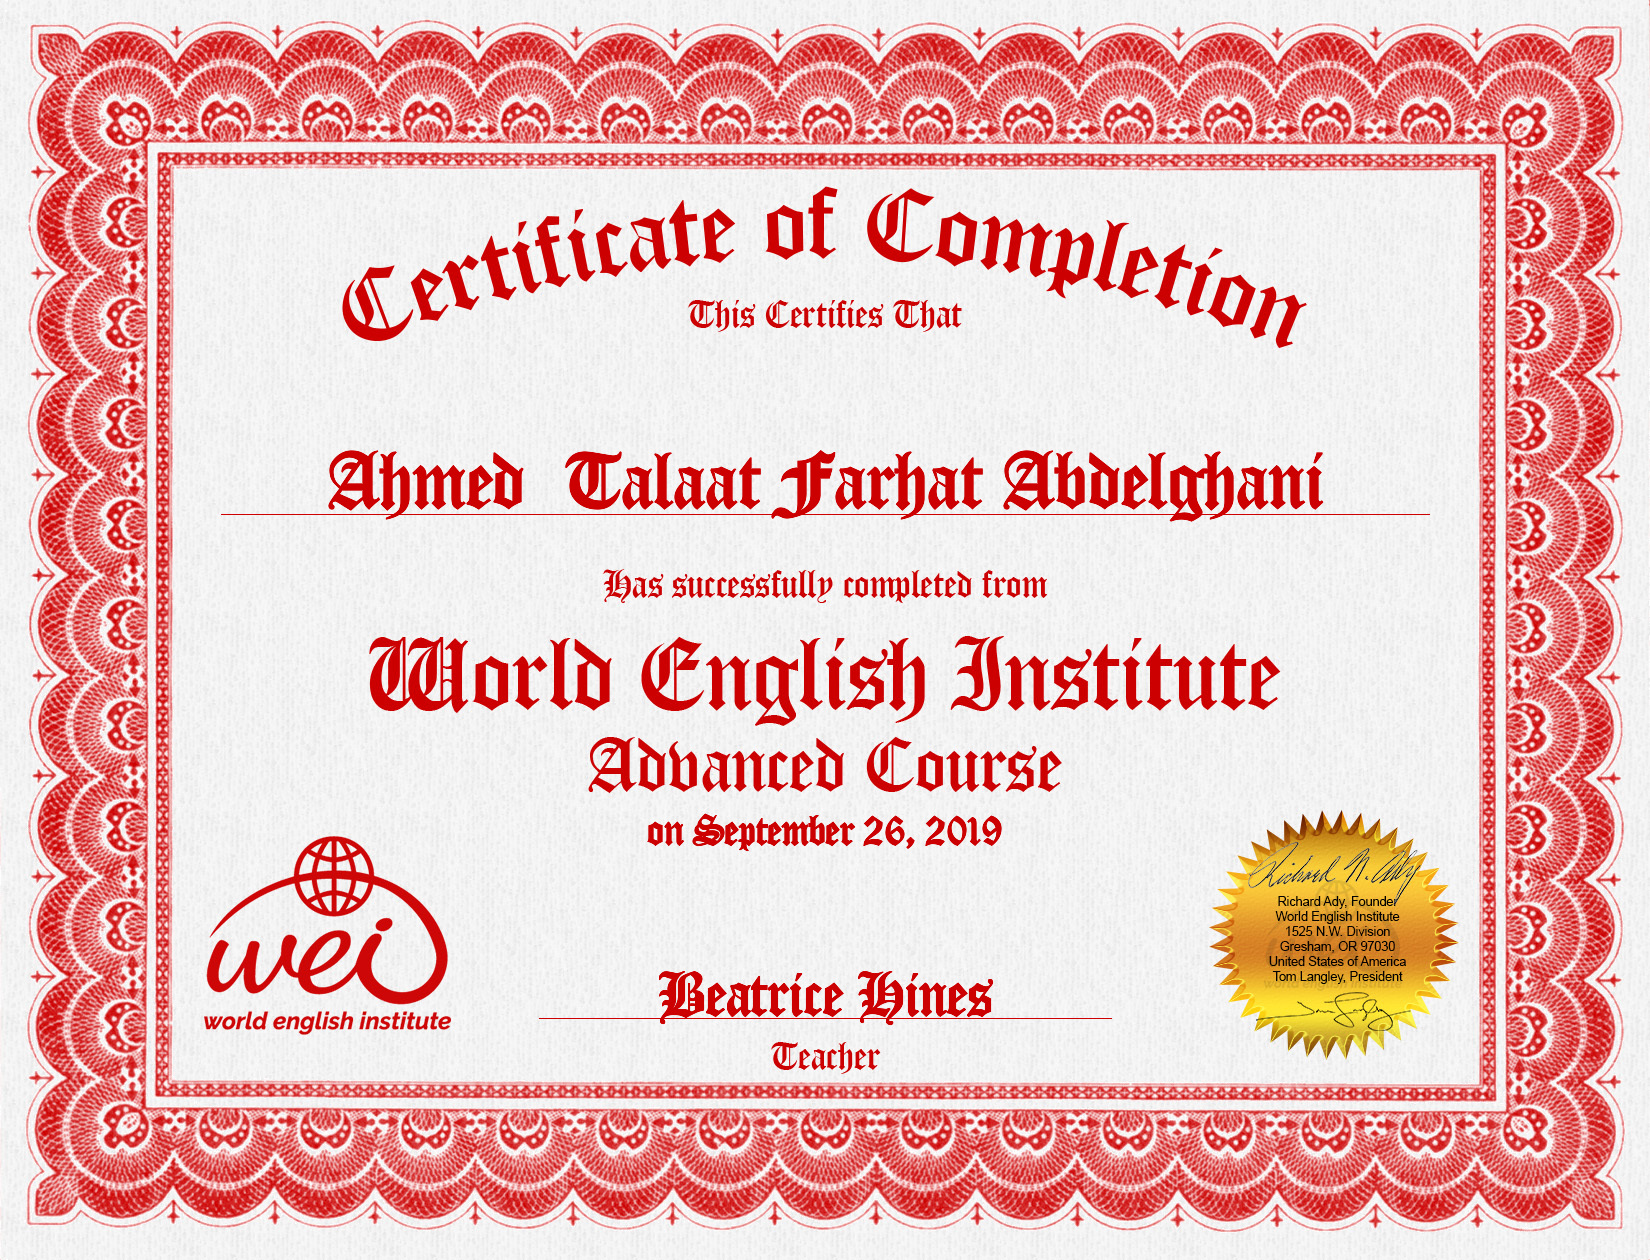 Certificate of Completion
This Certifies That
Ahmed Talaat Farhat Abdelghani
Has successfully completed from
World English Institute
Advanced Course
on September 26, 2019
wei
world english institute
Beatrice Hines
Teacher
Richard N. Ady
Richard Ady, Founder
World English Institute
1525 N.W. Division
Gresham, OR 97030
United States of America
Tom Langley, President